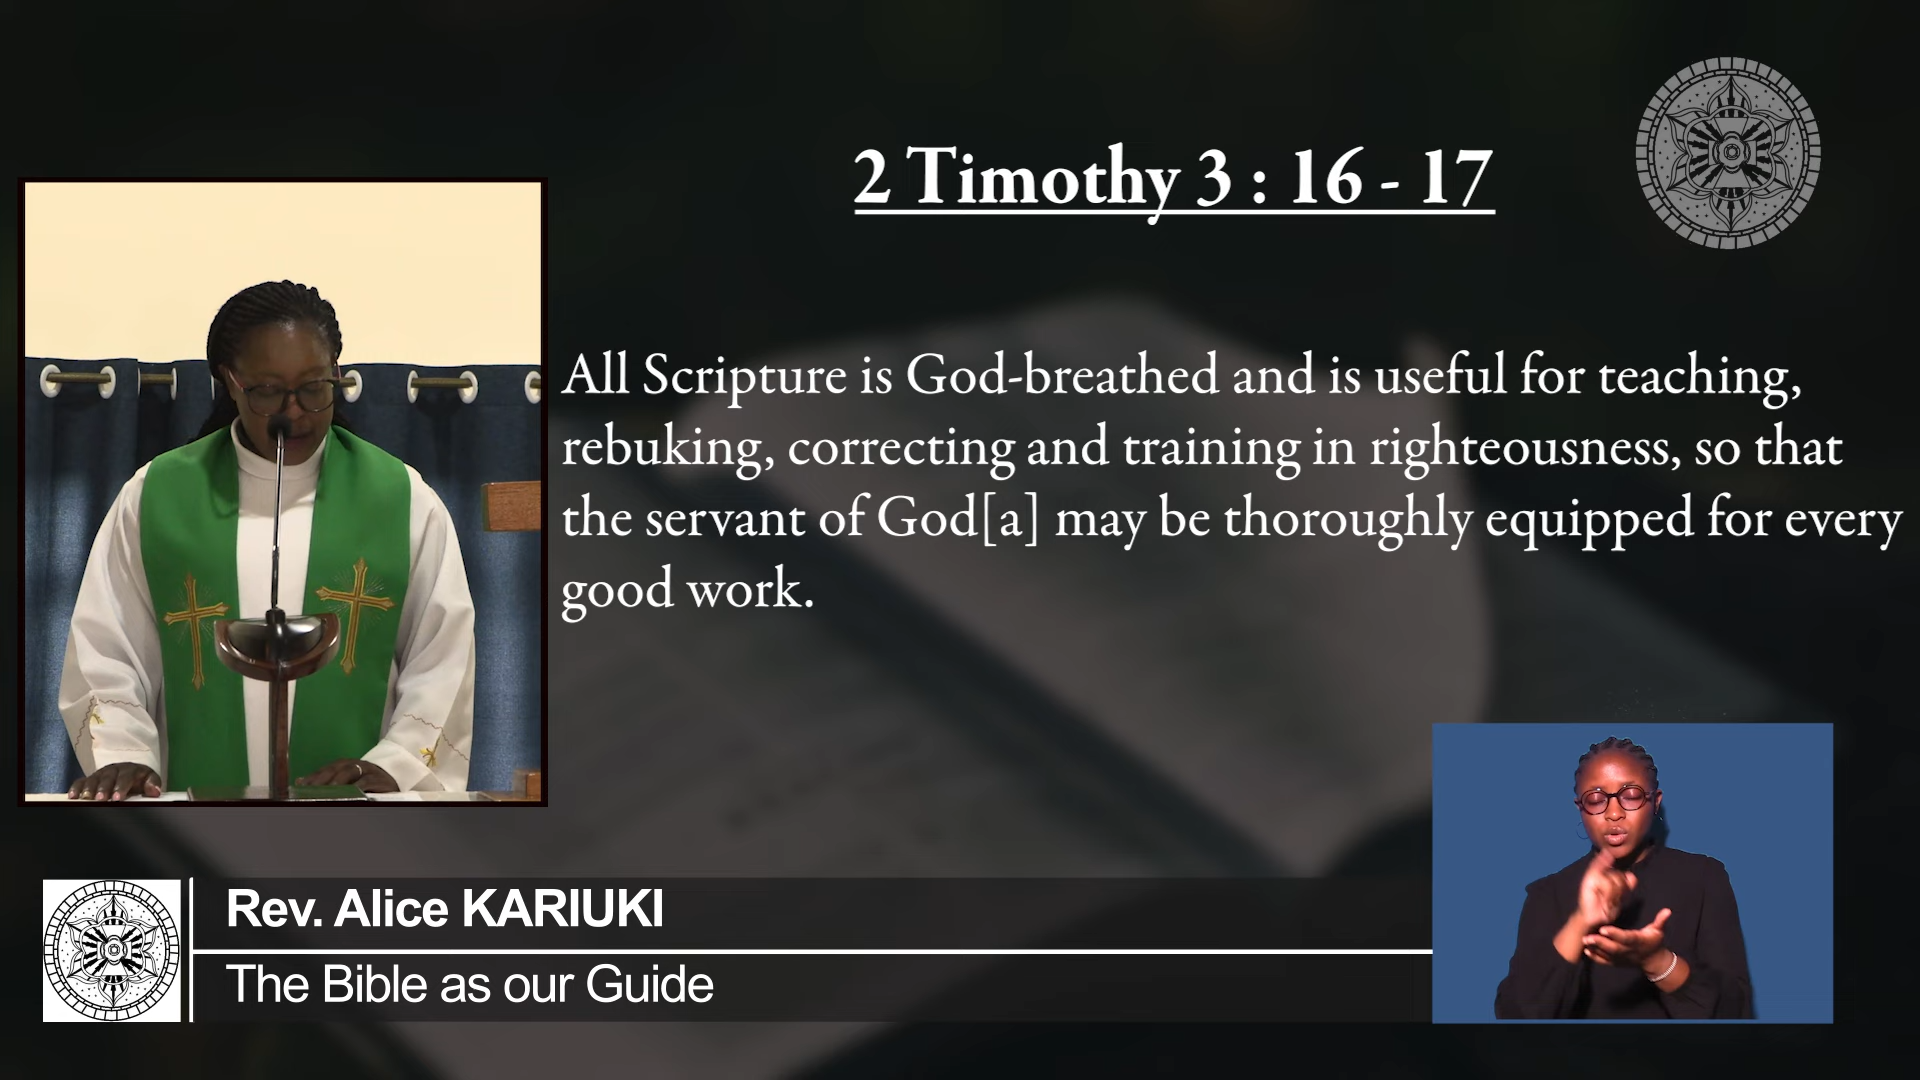 2 Timothy 3 : 16 - 17
All Scripture is God-breathed and is useful for teaching,
rebuking, correcting and training in righteousness, so that
the servant of God[a] may be thoroughly equipped for every
good work.
Rev. Alice KARIUKI
The Bible as our Guide